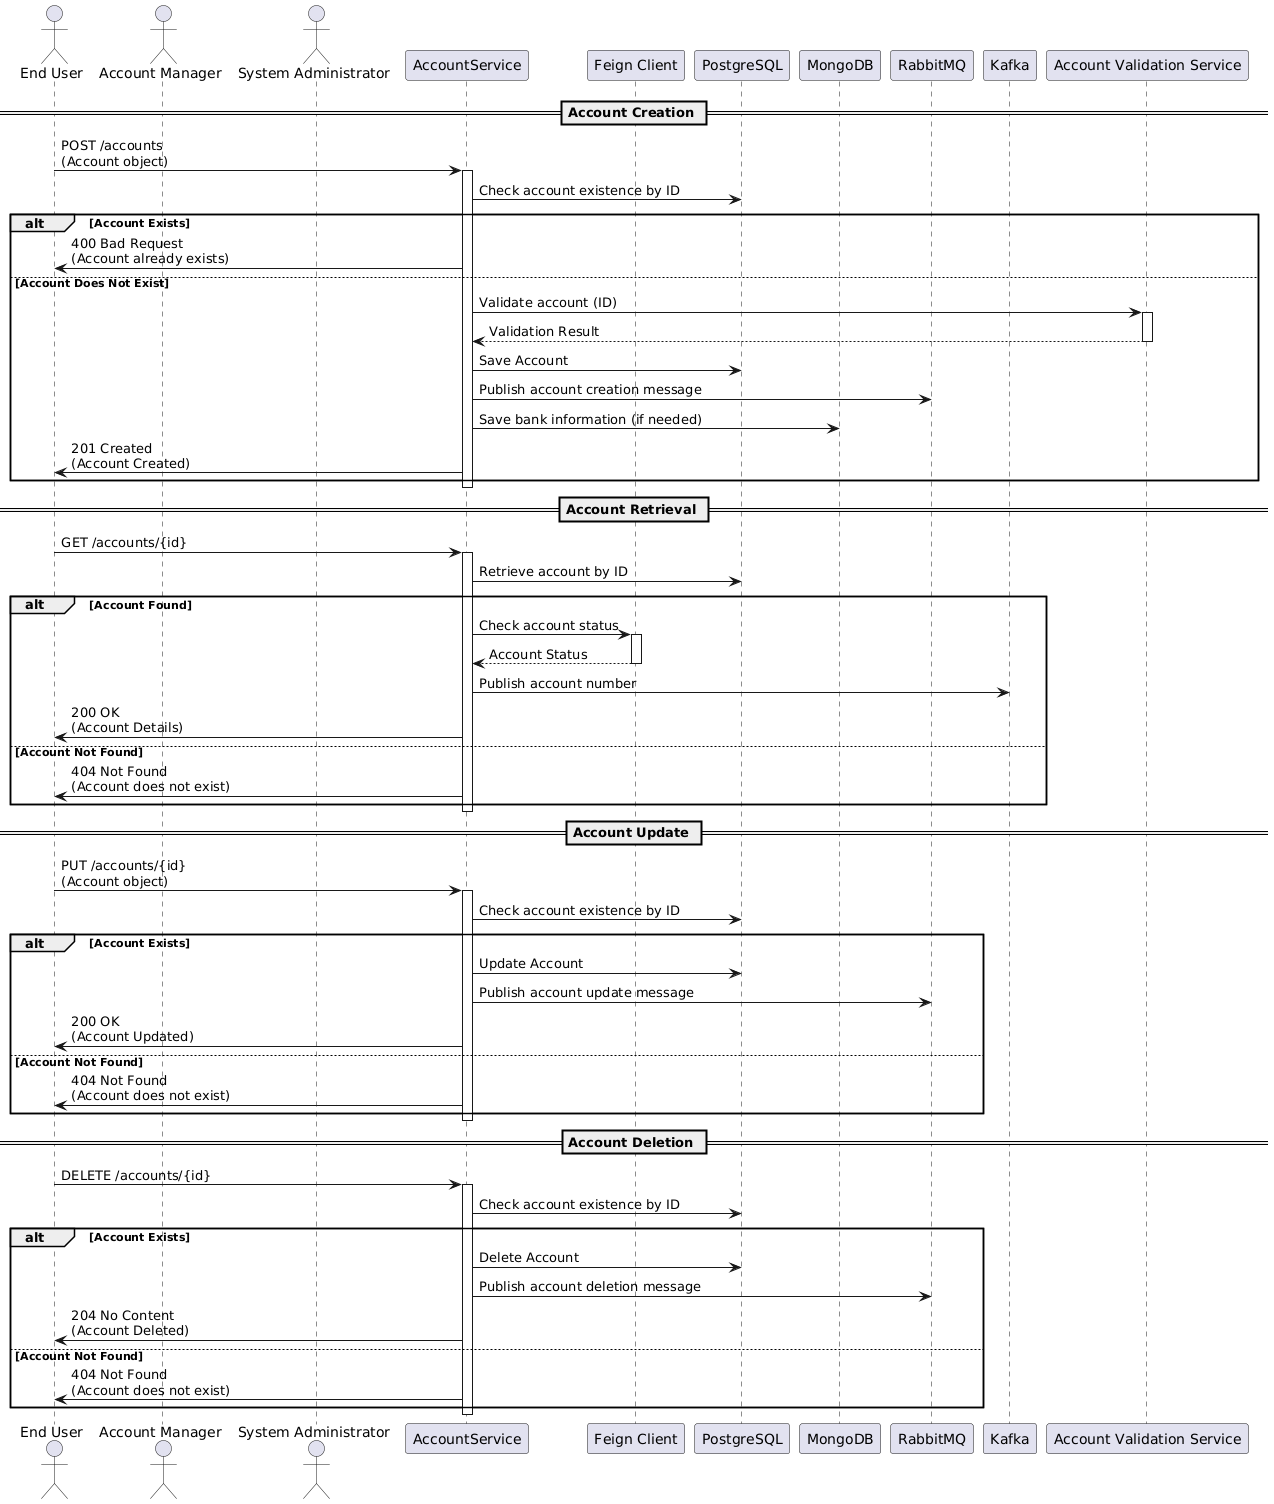 End User
Account Manager
System Administrator
AccountService
Feign Client
PostgreSQL
MongoDB
RabbitMQ
Kafka
Account Validation Service
Account Creation
POST /accounts
(Account object)
Check account existence by ID
alt
[Account Exists]
400 Bad Request
(Account already exists)
[Account Does Not Exist]
Validate account (ID)
Validation Result
Save Account
Publish account creation message
Save bank information (if needed)
201 Created
(Account Created)
Account Retrieval
GET /accounts/{id}
Retrieve account by ID
alt
[Account Found]
Check account status
Account Status
Publish account number
200 OK
(Account Details)
[Account Not Found]
404 Not Found
(Account does not exist)
Account Update
PUT /accounts/{id}
(Account object)
Check account existence by ID
alt
[Account Exists]
Update Account
Publish account update message
200 OK
(Account Updated)
[Account Not Found]
404 Not Found
(Account does not exist)
Account Deletion
DELETE /accounts/{id}
Check account existence by ID
alt
[Account Exists]
Delete Account
Publish account deletion message
204 No Content
(Account Deleted)
[Account Not Found]
404 Not Found
(Account does not exist)
End User
Account Manager
System Administrator
AccountService
Feign Client
PostgreSQL
MongoDB
RabbitMQ
Kafka
Account Validation Service